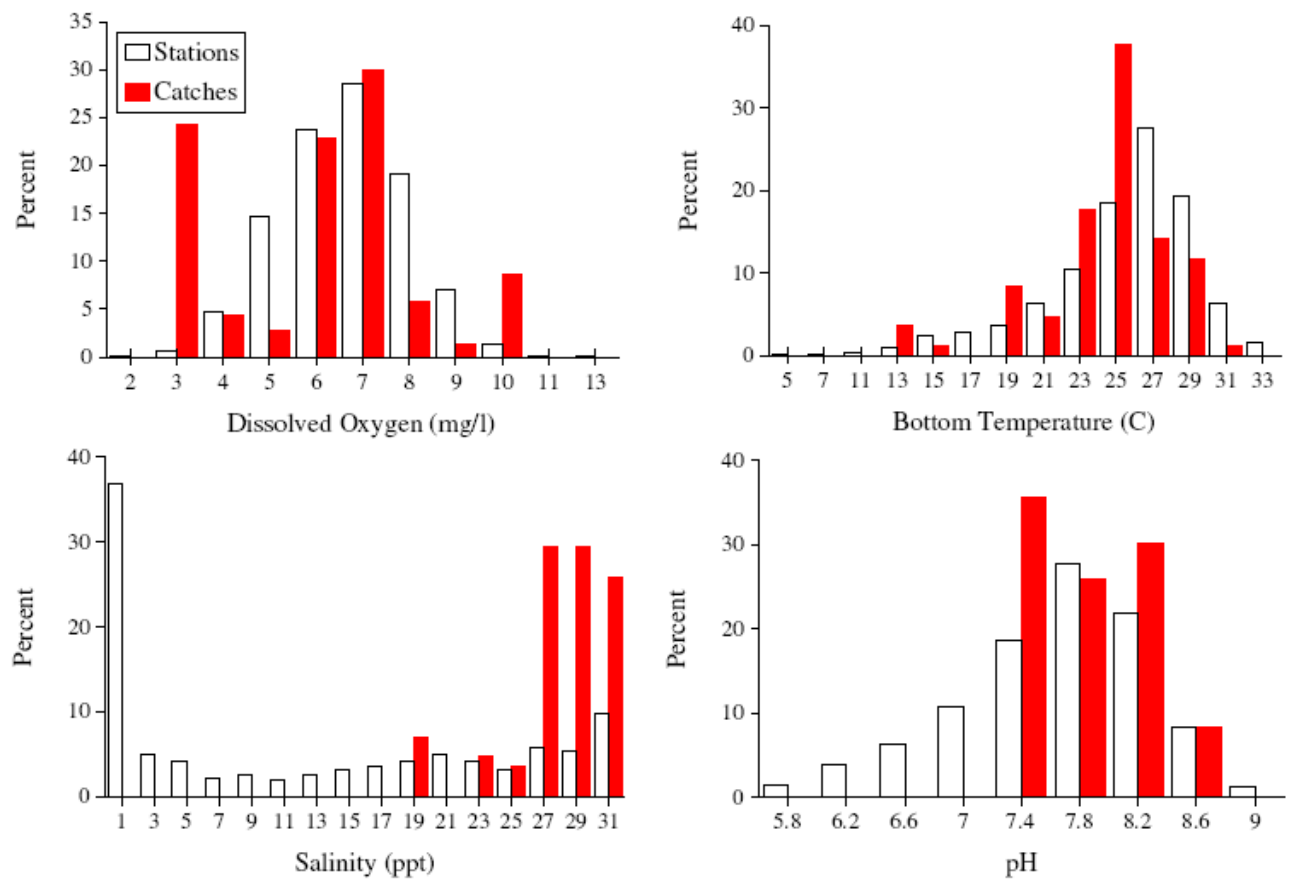 35
30
25
20
15
10
5
0
Percent
Stations
Catches
2 3 4 5 6 7 8 9 10 11 13
Dissolved Oxygen (mg/l)
40
30
20
10
0
Percent
5 7 11 13 15 17 19 21 23 25 27 29 31 33
Bottom Temperature (C)
40
30
20
10
0
Percent
1 3 5 7 9 11 13 15 17 19 21 23 25 27 29 31
Salinity (ppt)
40
30
20
10
0
Percent
5.8 6.2 6.6 7 7.4 7.8 8.2 8.6 9
pH